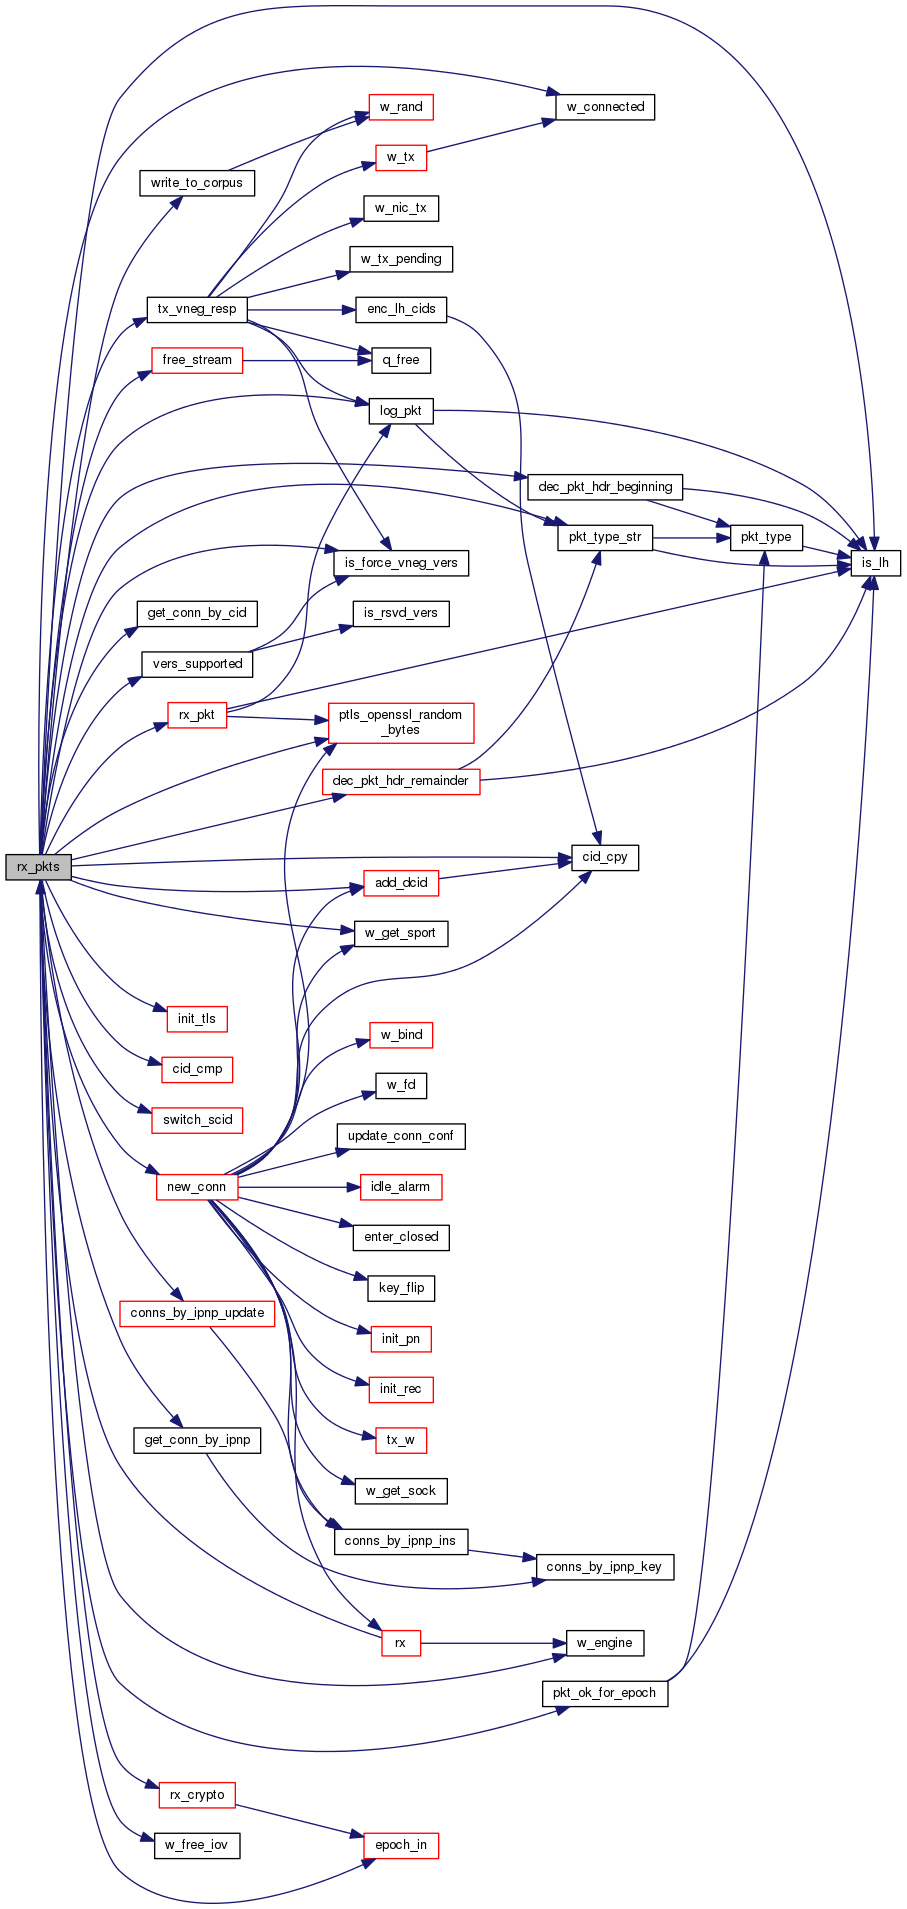 w_rand
w_connected
w_tx
write_to_corpus
w_nic_tx
w_tx_pending
tx_vneg_resp
enc_lh_cids
free_stream
q_free
log_pkt
dec_pkt_hdr_beginning
pkt_type_str
pkt_type
is_force_vneg_vers
is_lh
get_conn_by_cid
is_rsvd_vers
vers_supported
rx_pkt
ptls_openssl_random
_bytes
dec_pkt_hdr_remainder
rx_pkts
cid_cpy
add_dcid
w_get_sport
init_tls
w_bind
cid_cmp
w_fd
switch_scid
update_conn_conf
new_conn
idle_alarm
enter_closed
key_flip
conns_by_ipnp_update
init_pn
init_rec
get_conn_by_ipnp
tx_w
w_get_sock
conns_by_ipnp_ins
conns_by_ipnp_key
rx
w_engine
pkt_ok_for_epoch
rx_crypto
w_free_iov
epoch_in